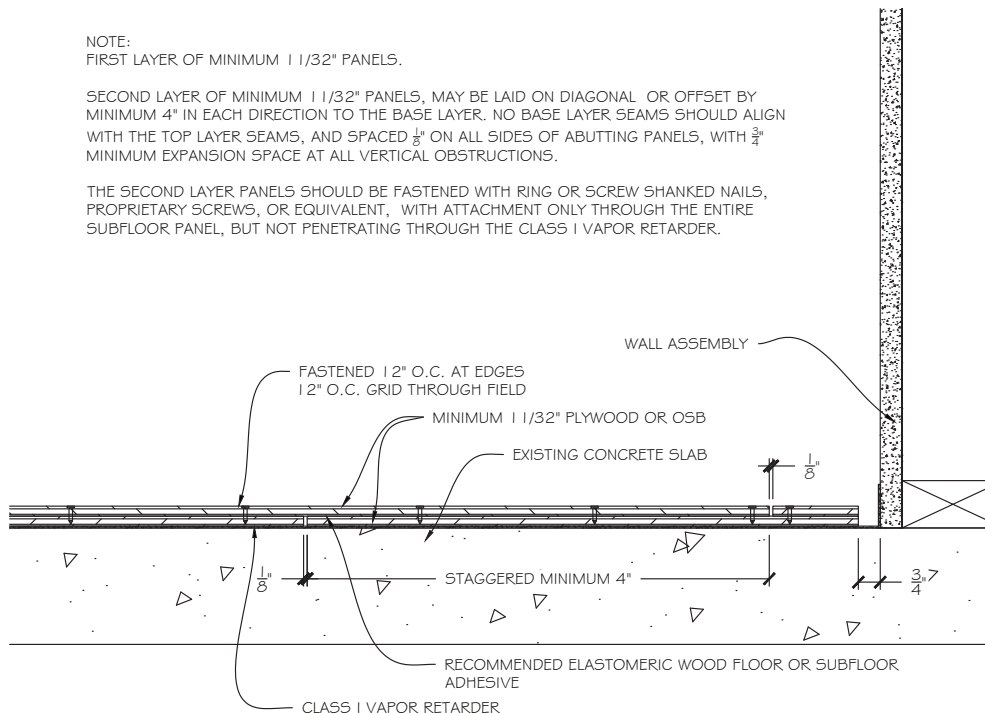 NOTE:
FIRST LAYER OF MINIMUM 11/32" PANELS.
SECOND LAYER OF MINIMUM 11/32" PANELS, MAY BE LAID ON DIAGONAL OR OFFSET BY
MINIMUM 4" IN EACH DIRECTION TO THE BASE LAYER. NO BASE LAYER SEAMS SHOULD ALIGN
WITH THE TOP LAYER SEAMS, AND SPACED 1/8" ON ALL SIDES OF ABUTTING PANELS, WITH 3/4"
MINIMUM EXPANSION SPACE AT ALL VERTICAL OBSTRUCTIONS.
THE SECOND LAYER PANELS SHOULD BE FASTENED WITH RING OR SCREW SHANKED NAILS,
PROPRIETARY SCREWS, OR EQUIVALENT, WITH ATTACHMENT ONLY THROUGH THE ENTIRE
SUBFLOOR PANEL, BUT NOT PENETRATING THROUGH THE CLASS I VAPOR RETARDER.
WALL ASSEMBLY
FASTENED 12" O.C. AT EDGES
12" O.C. GRID THROUGH FIELD
MINIMUM 11/32" PLYWOOD OR OSB
EXISTING CONCRETE SLAB
1/8"
1/8"
STAGGERED MINIMUM 4"
3/4"
RECOMMENDED ELASTOMERIC WOOD FLOOR OR SUBFLOOR
ADHESIVE
CLASS I VAPOR RETARDER